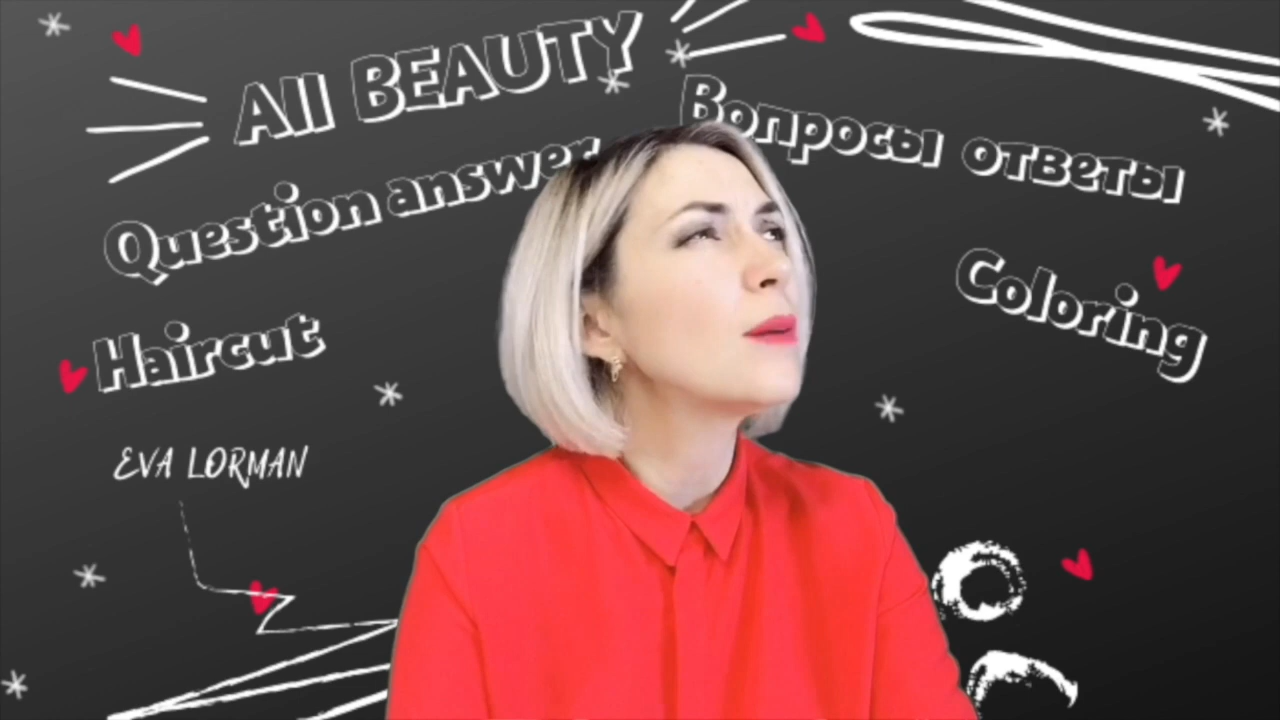 All BEAUTY
Вопросы ответы
Question answer
Coloring
Haircut
EVA LORMAN